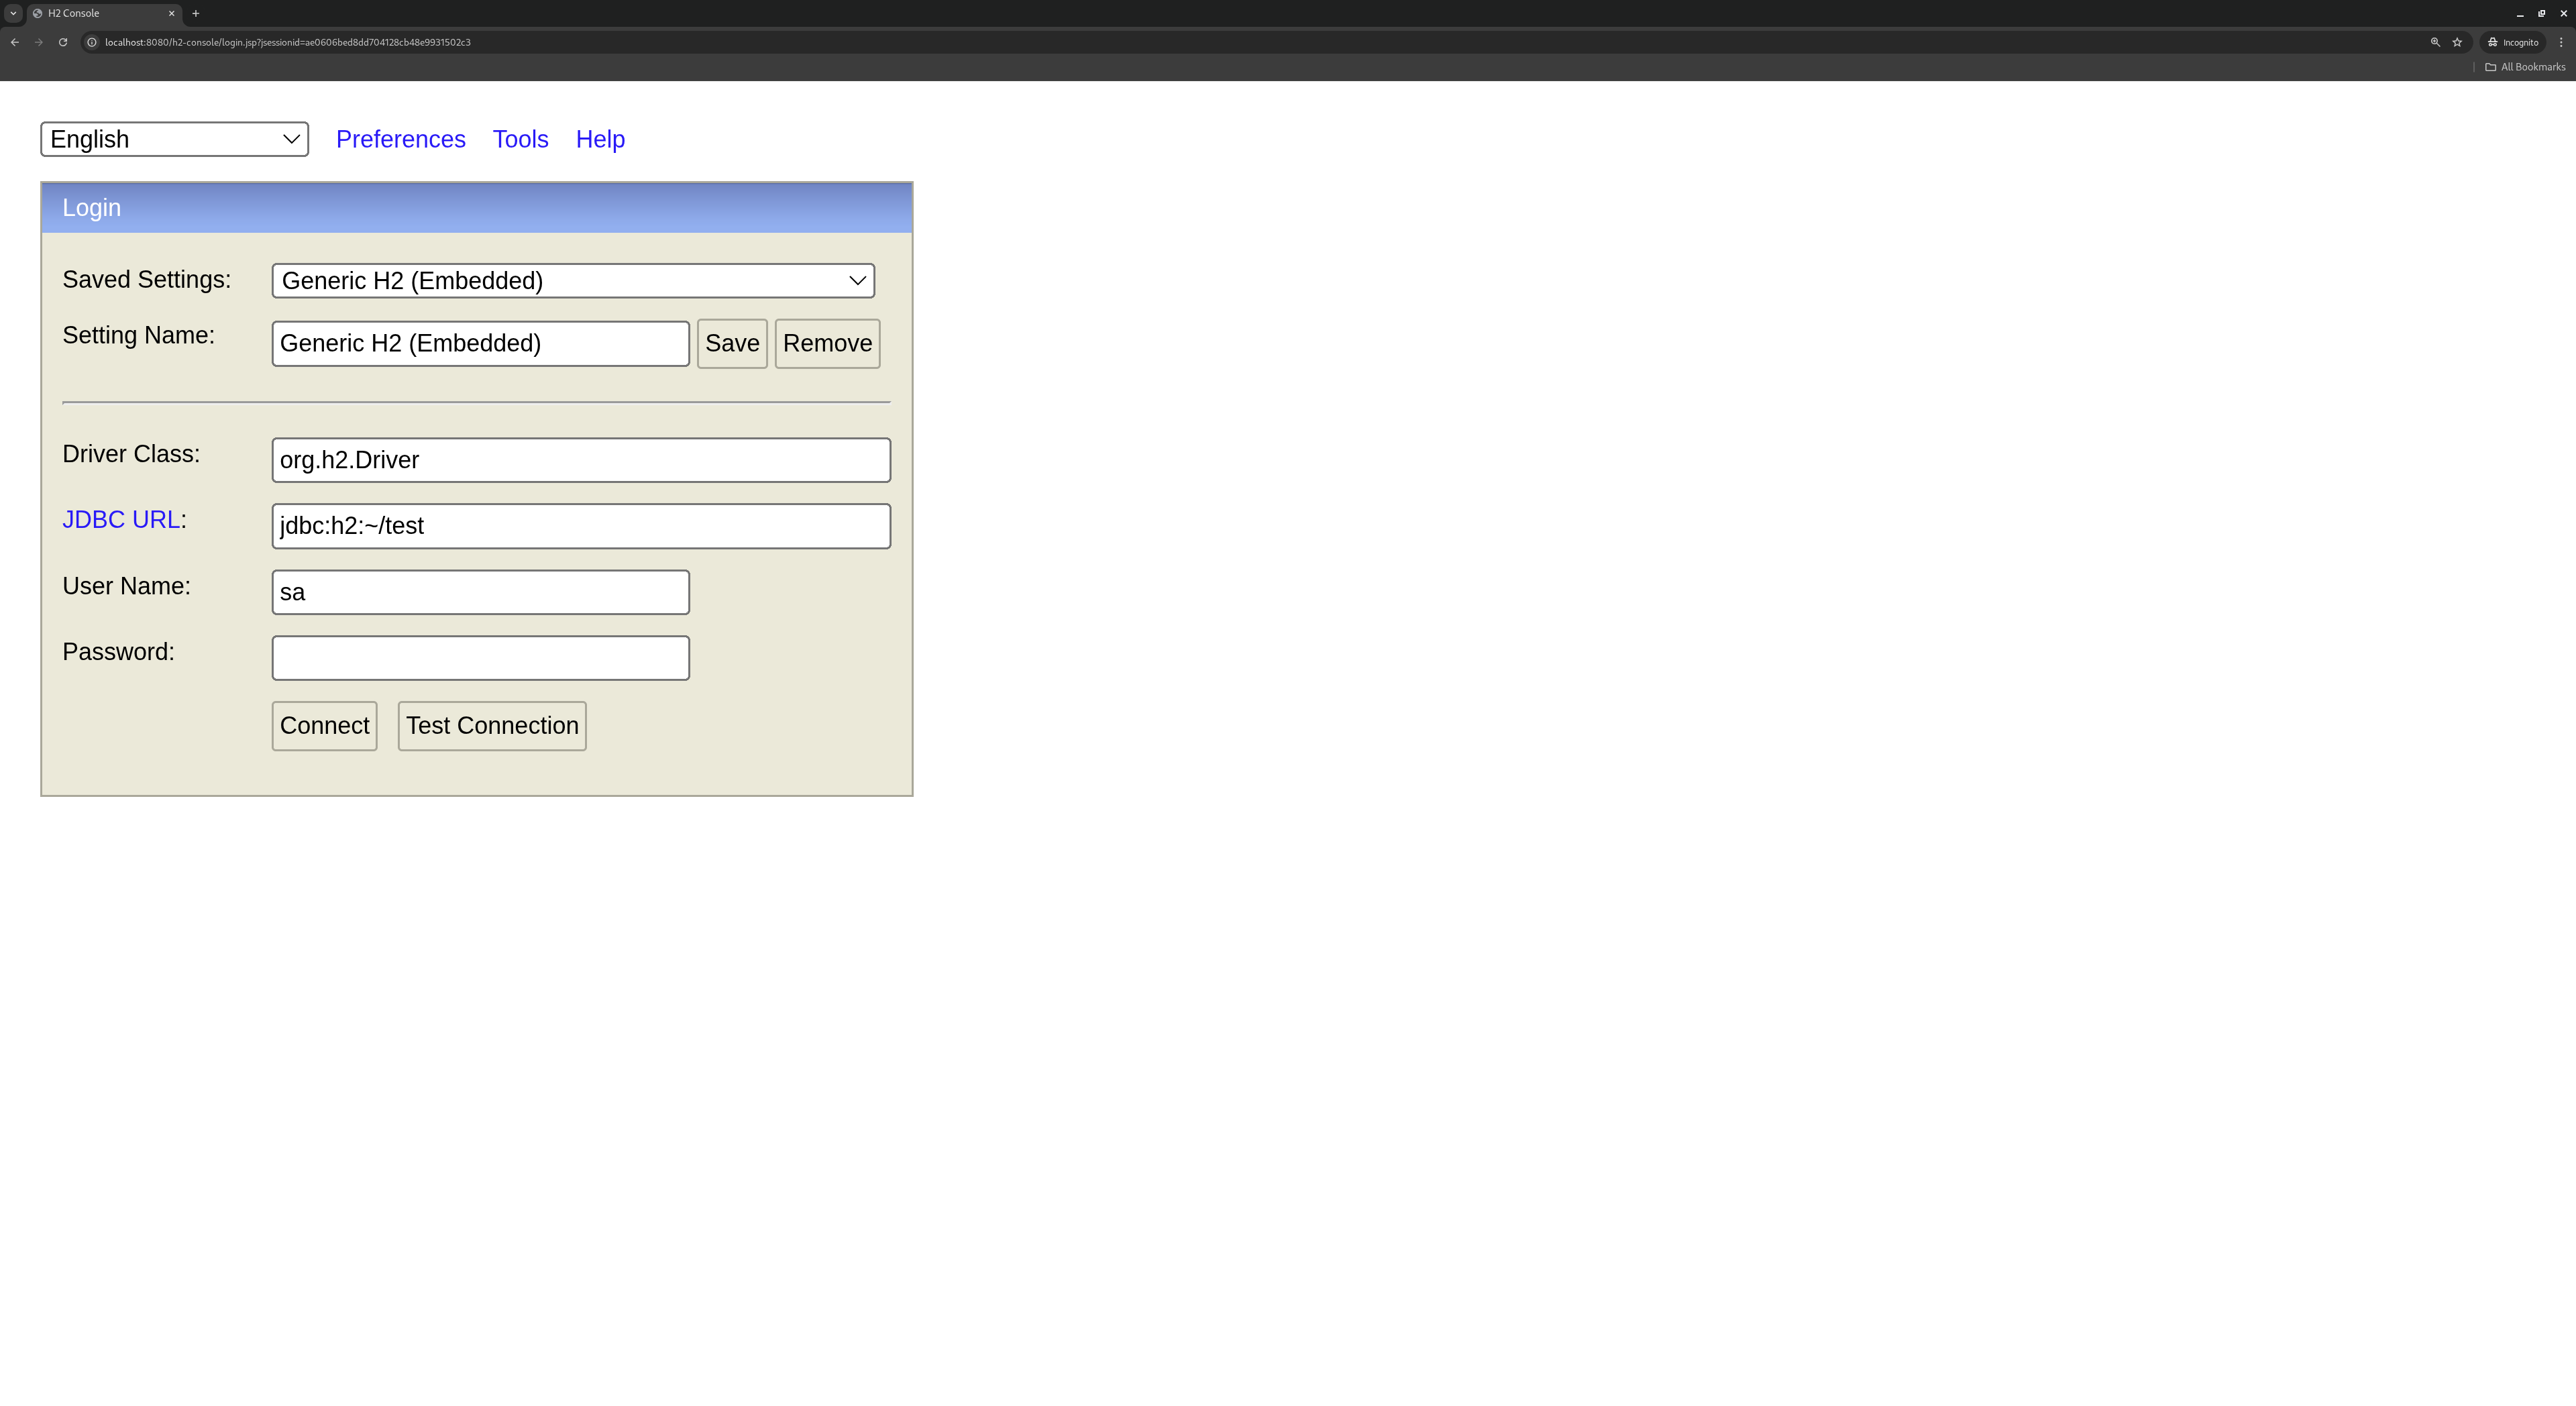 H2 Console
localhost:8080/h2-console/login.jsp?jsessionid=ae0606bed8dd704128cb48e9931502c3
Incognito
All Bookmarks
English Preferences Tools Help
Login
Saved Settings: Generic H2 (Embedded)
Setting Name: Generic H2 (Embedded) Save Remove
Driver Class: org.h2.Driver
JDBC URL: jdbc:h2:~/test
User Name: sa
Password:
Connect Test Connection